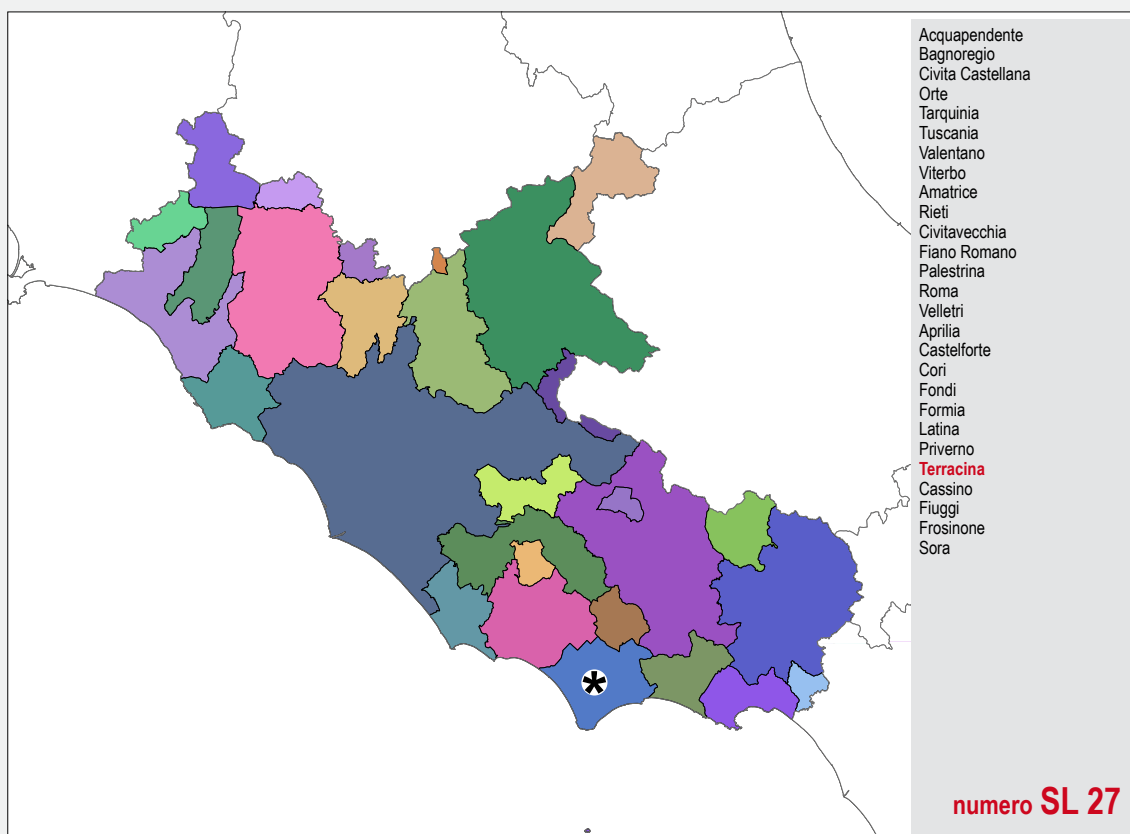 Acquapendente
Bagnoregio
Civita Castellana
Orte
Tarquinia
Tuscania
Valentano
Viterbo
Amatrice
Rieti
Civitavecchia
Fiano Romano
Palestrina
Roma
Velletri
Aprilia
Castelforte
Cori
Fondi
Formia
Latina
Priverno
Terracina
Cassino
Fiuggi
Frosinone
Sora
*
numero SL 27